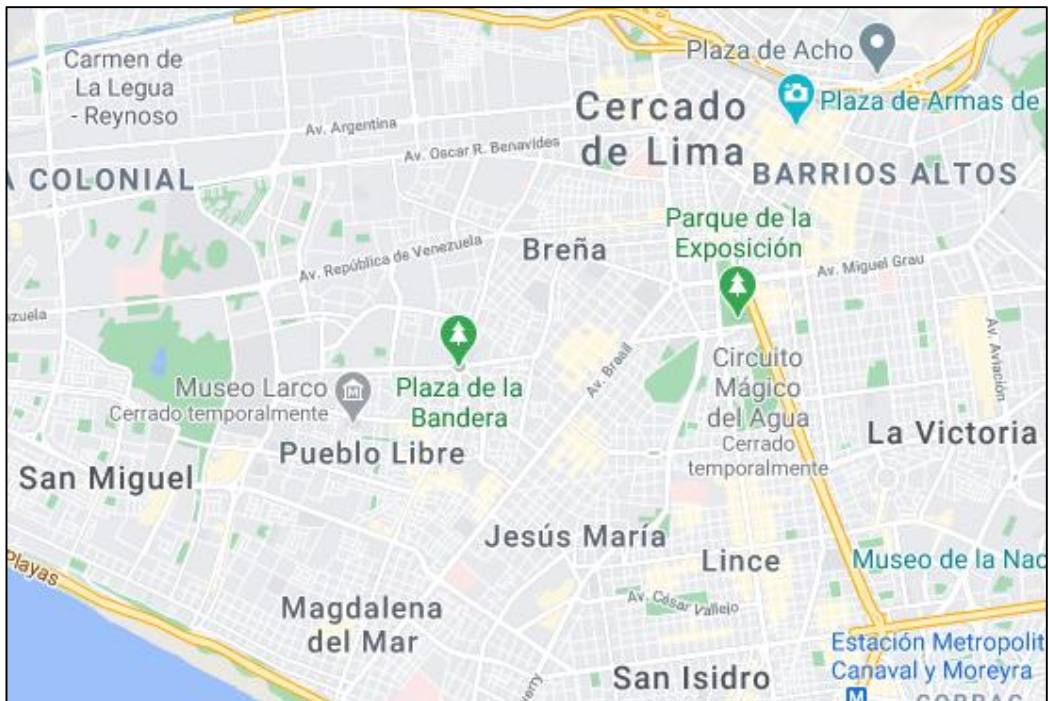 Carmen de
La Legua
- Reynoso
Plaza de Acho
Cercado
de Lima
Plaza de Armas de
Av. Argentina
Av. Oscar R. Benavides
A COLONIAL
BARRIOS ALTOS
Parque de la
Exposición
Breña
Av. República de Venezuela
Av. Miguel Grau
zuela
Av. Aviación
Av. Brasil
Museo Larco
Cerrado temporalmente
Plaza de la
Bandera
Circuito
Mágico
del Agua
Cerrado
temporalmente
La Victoria
Pueblo Libre
San Miguel
Jesús María
Lince
Museo de la Nac
Playas
Magdalena
del Mar
Av. César Vallejo
Estación Metropolit
Canaval y Moreyra
San Isidro
erry
M